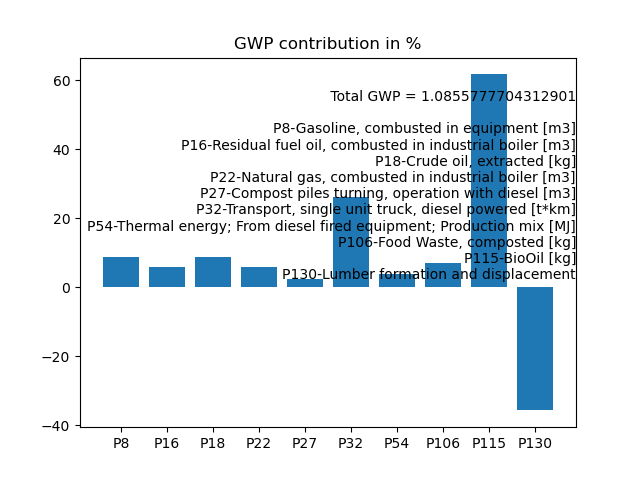 GWP contribution in %
60
40
20
0
−20
−40
Total GWP = 1.0855777704312901
P8-Gasoline, combusted in equipment [m3]
P16-Residual fuel oil, combusted in industrial boiler [m3]
P18-Crude oil, extracted [kg]
P22-Natural gas, combusted in industrial boiler [m3]
P27-Compost piles turning, operation with diesel [m3]
P32-Transport, single unit truck, diesel powered [t*km]
P54-Thermal energy; From diesel fired equipment; Production mix [MJ]
P106-Food Waste, composted [kg]
P115-BioOil [kg]
P130-Lumber formation and displacement
P8 P16 P18 P22 P27 P32 P54 P106 P115 P130